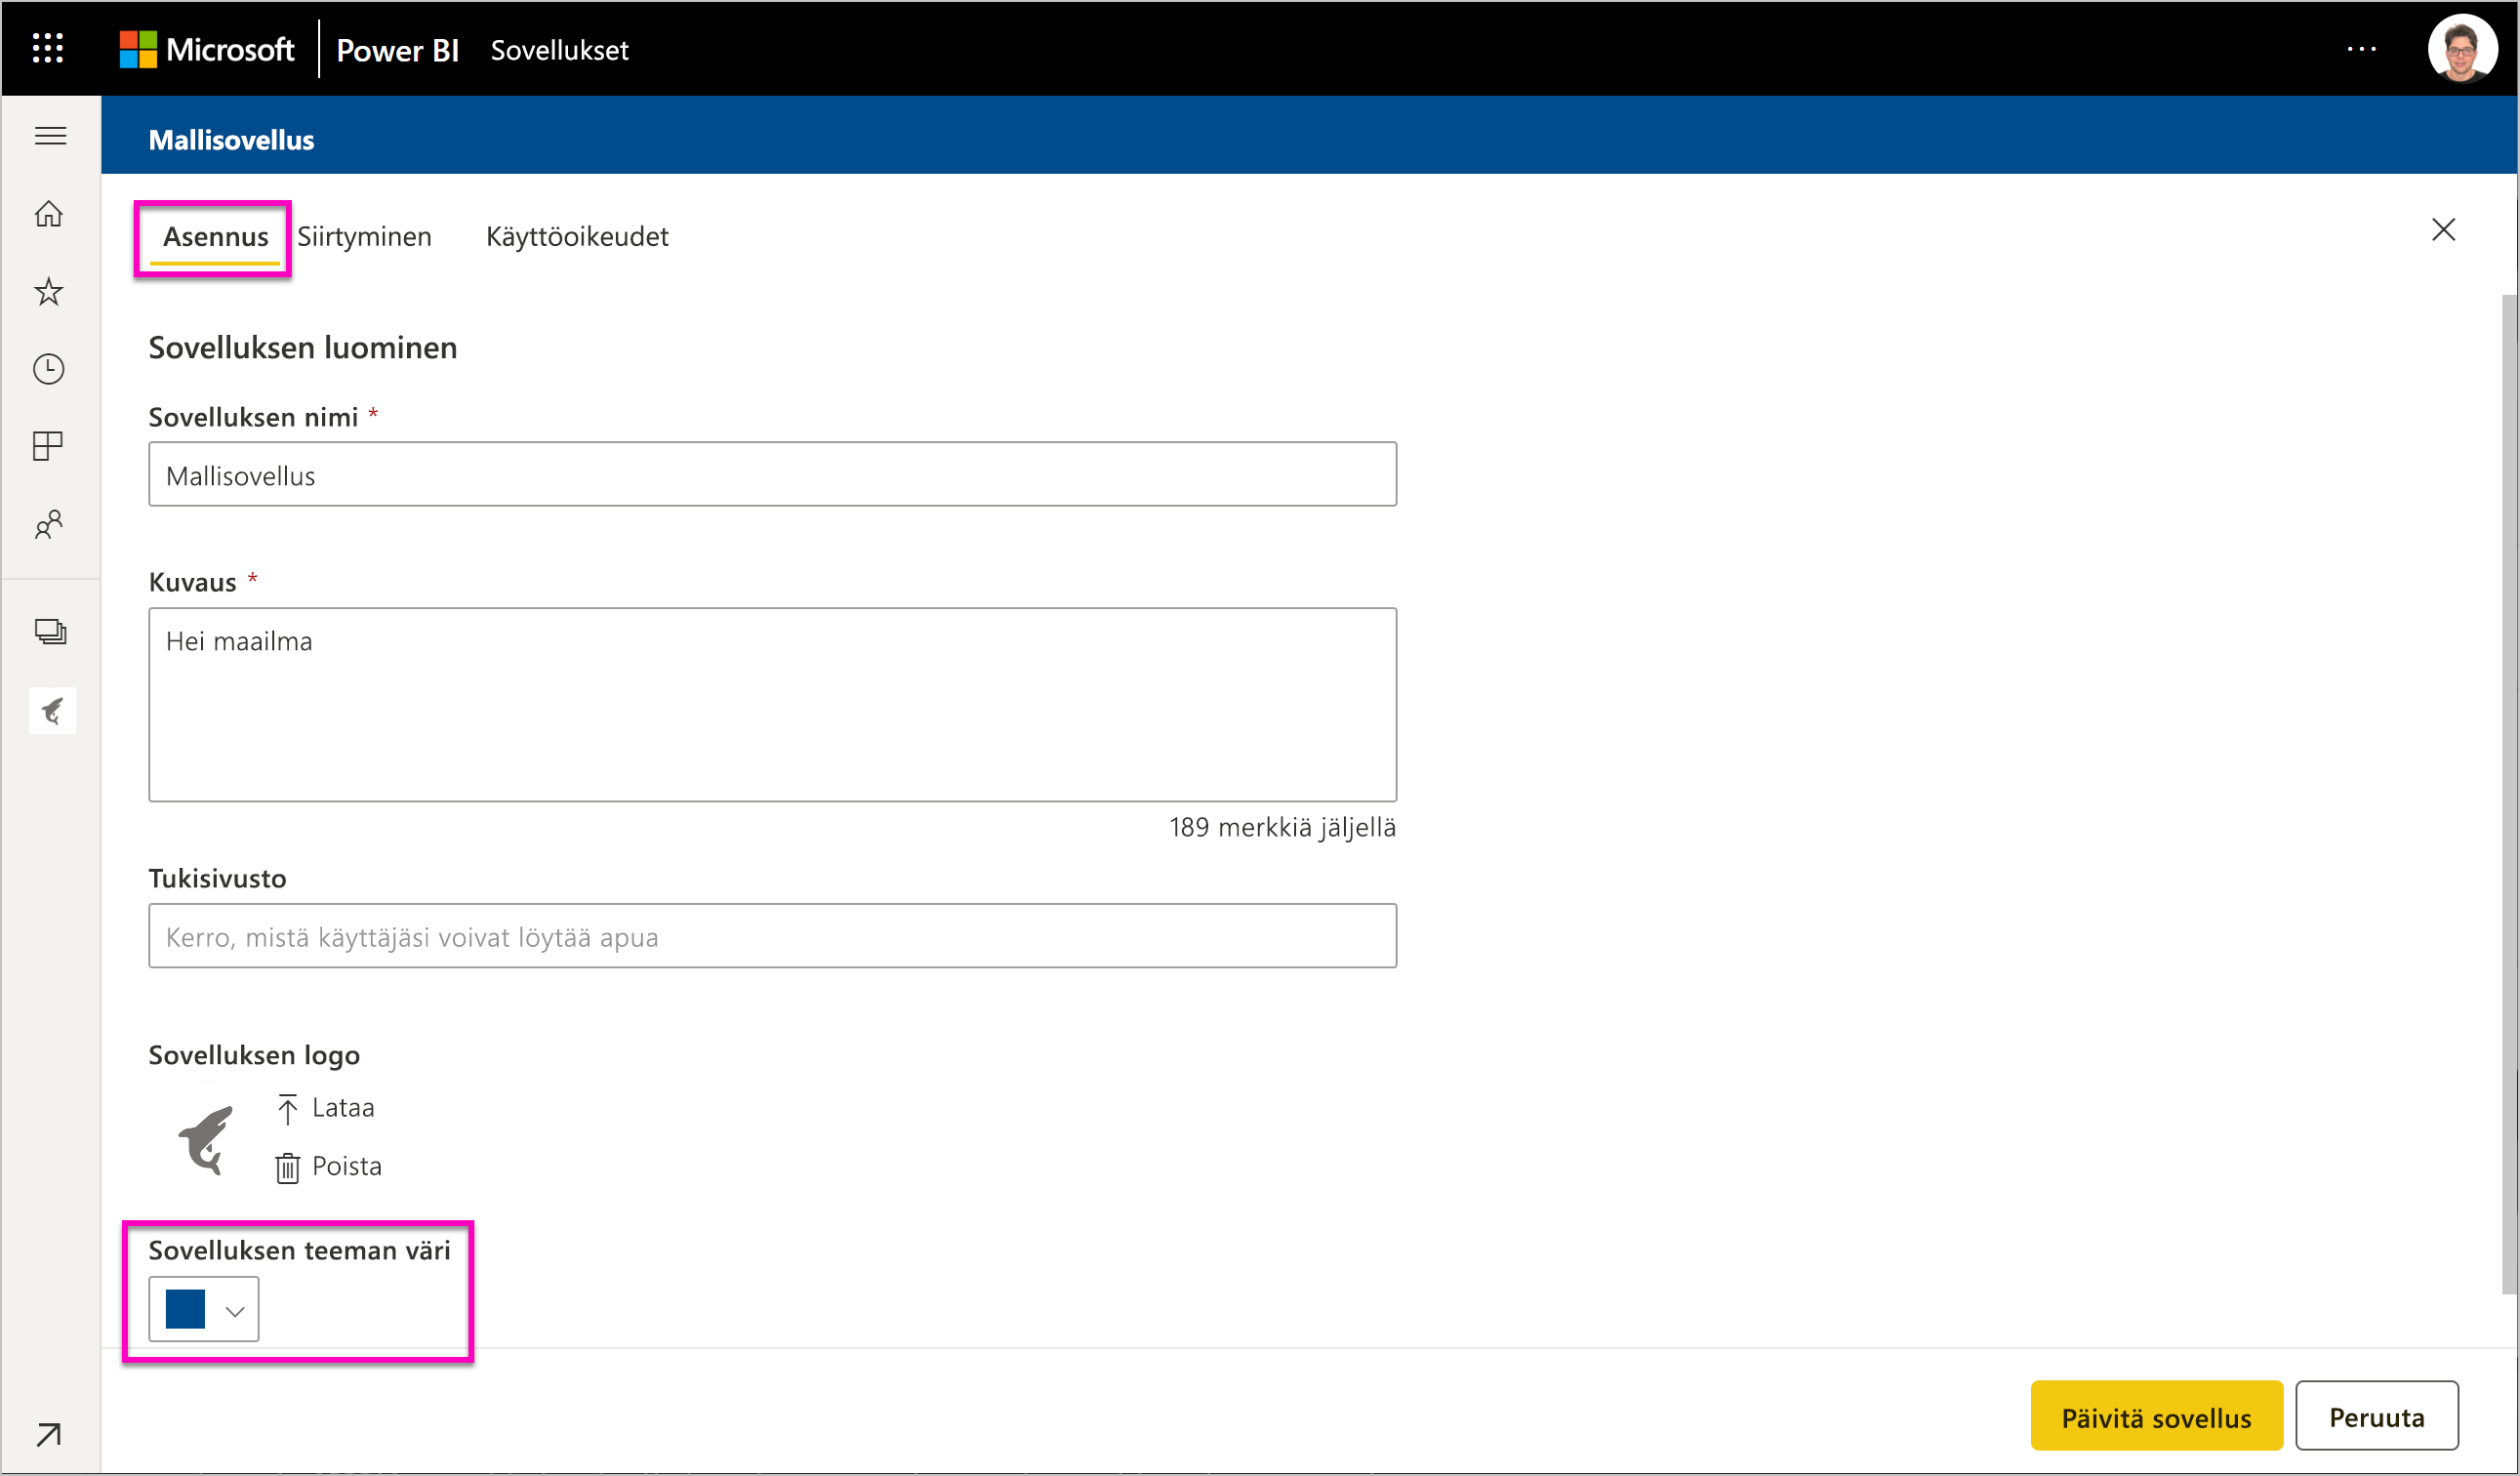 Microsoft Power BI Sovellukset
Mallisovellus
Asennus Siirtyminen Käyttöoikeudet
Sovelluksen luominen
Sovelluksen nimi *
Mallisovellus
Kuvaus *
Hei maailma
189 merkkiä jäljellä
Tukisivusto
Kerro, mistä käyttäjäsi voivat löytää apua
Sovelluksen logo
Lataa
Poista
Sovelluksen teeman väri
Päivitä sovellus Peruuta